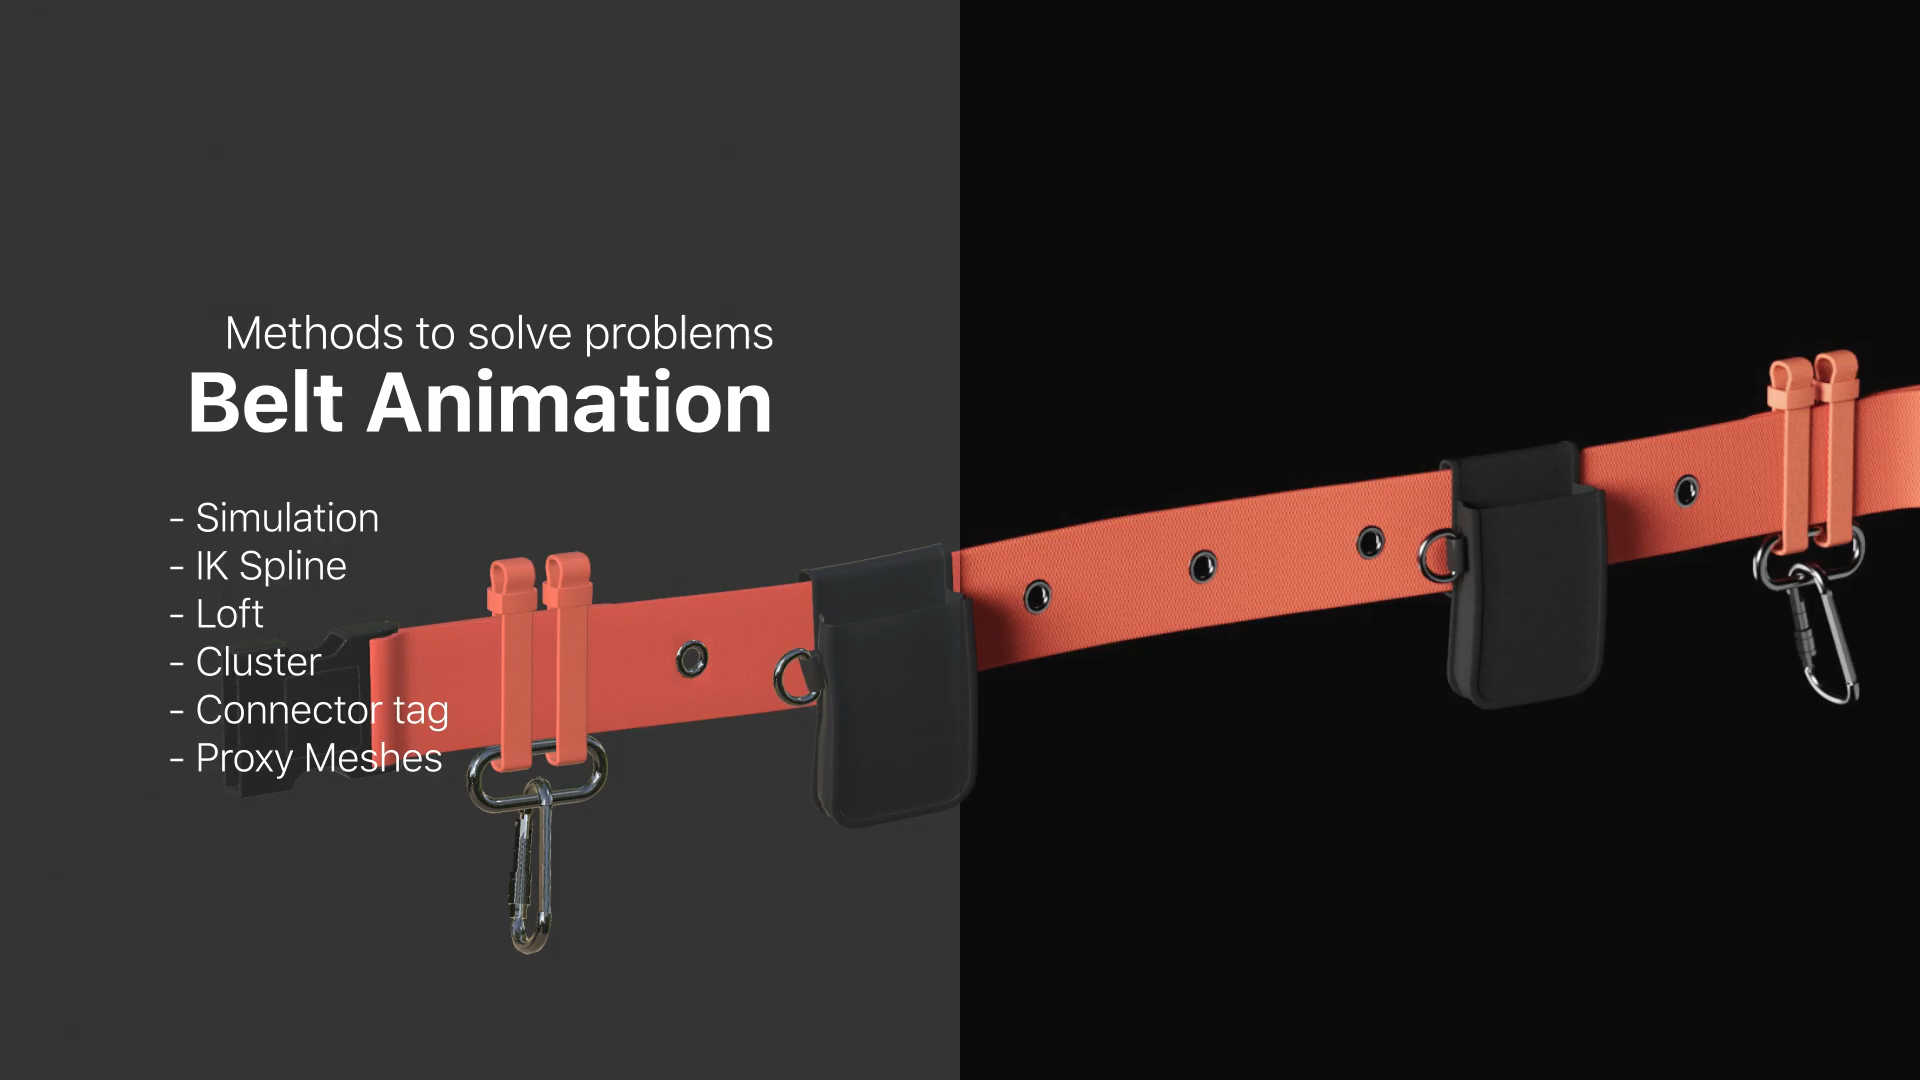 Methods to solve problems
Belt Animation
- Simulation
- IK Spline
- Loft
- Cluster
- Connector tag
- Proxy Meshes